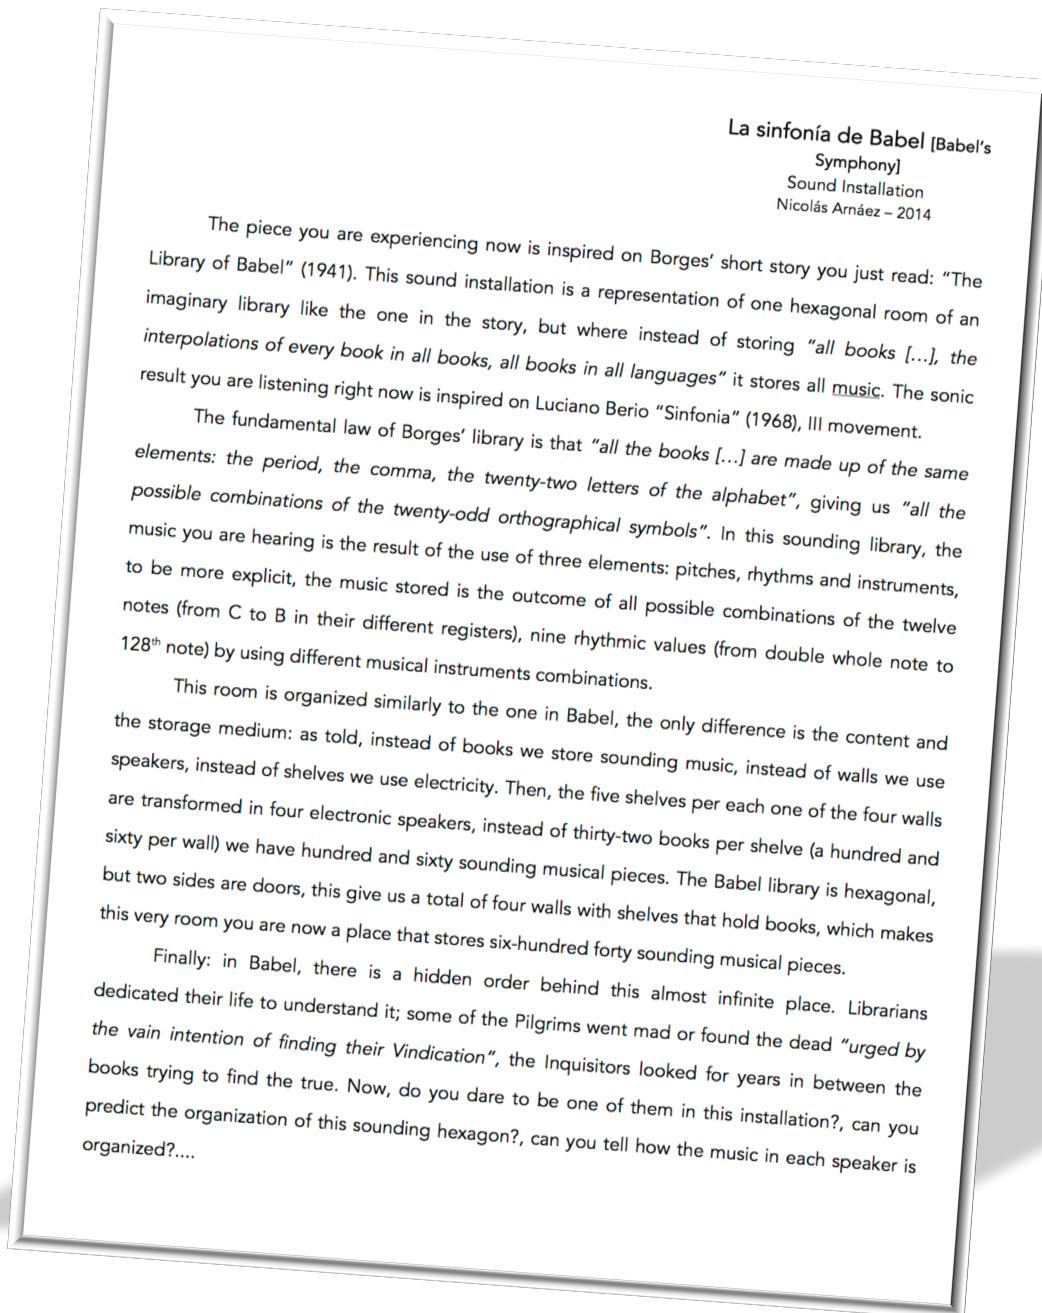 La sinfonía de Babel [Babel's
Symphony]
Sound Installation
Nicolás Arnáez – 2014
The piece you are experiencing now is inspired on Borges' short story you just read: "The
Library of Babel" (1941). This sound installation is a representation of one hexagonal room of an
imaginary library like the one in the story, but where instead of storing "all books […], the
interpolations of every book in all books, all books in all languages" it stores all music. The sonic
result you are listening right now is inspired on Luciano Berio "Sinfonia" (1968), III movement.
The fundamental law of Borges' library is that "all the books […] are made up of the same
elements: the period, the comma, the twenty-two letters of the alphabet", giving us "all the
possible combinations of the twenty-odd orthographical symbols". In this sounding library, the
music you are hearing is the result of the use of three elements: pitches, rhythms and instruments,
to be more explicit, the music stored is the outcome of all possible combinations of the twelve
notes (from C to B in their different registers), nine rhythmic values (from double whole note to
128th note) by using different musical instruments combinations.
This room is organized similarly to the one in Babel, the only difference is the content and
the storage medium: as told, instead of books we store sounding music, instead of walls we use
speakers, instead of shelves we use electricity. Then, the five shelves per each one of the four walls
are transformed in four electronic speakers, instead of thirty-two books per shelve (a hundred and
sixty per wall) we have hundred and sixty sounding musical pieces. The Babel library is hexagonal,
but two sides are doors, this give us a total of four walls with shelves that hold books, which makes
this very room you are now a place that stores six-hundred forty sounding musical pieces.
Finally: in Babel, there is a hidden order behind this almost infinite place. Librarians
dedicated their life to understand it; some of the Pilgrims went mad or found the dead "urged by
the vain intention of finding their Vindication", the Inquisitors looked for years in between the
books trying to find the true. Now, do you dare to be one of them in this installation?, can you
predict the organization of this sounding hexagon?, can you tell how the music in each speaker is
organized?....